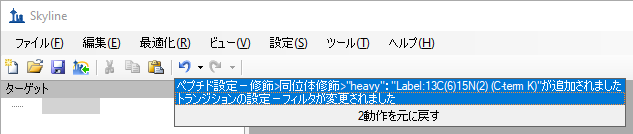 Skyline
ファイル(F) 編集(E) 最適化(R) ビュー(V) 設定(S) ツール(T) ヘルプ(H)
ペプチド設定－修飾>同位体修飾>"heavy": "Label:13C(6)15N(2) (C-term K)"が追加されました
トランジションの設定－フィルタが変更されました
ターゲット
2動作を元に戻す